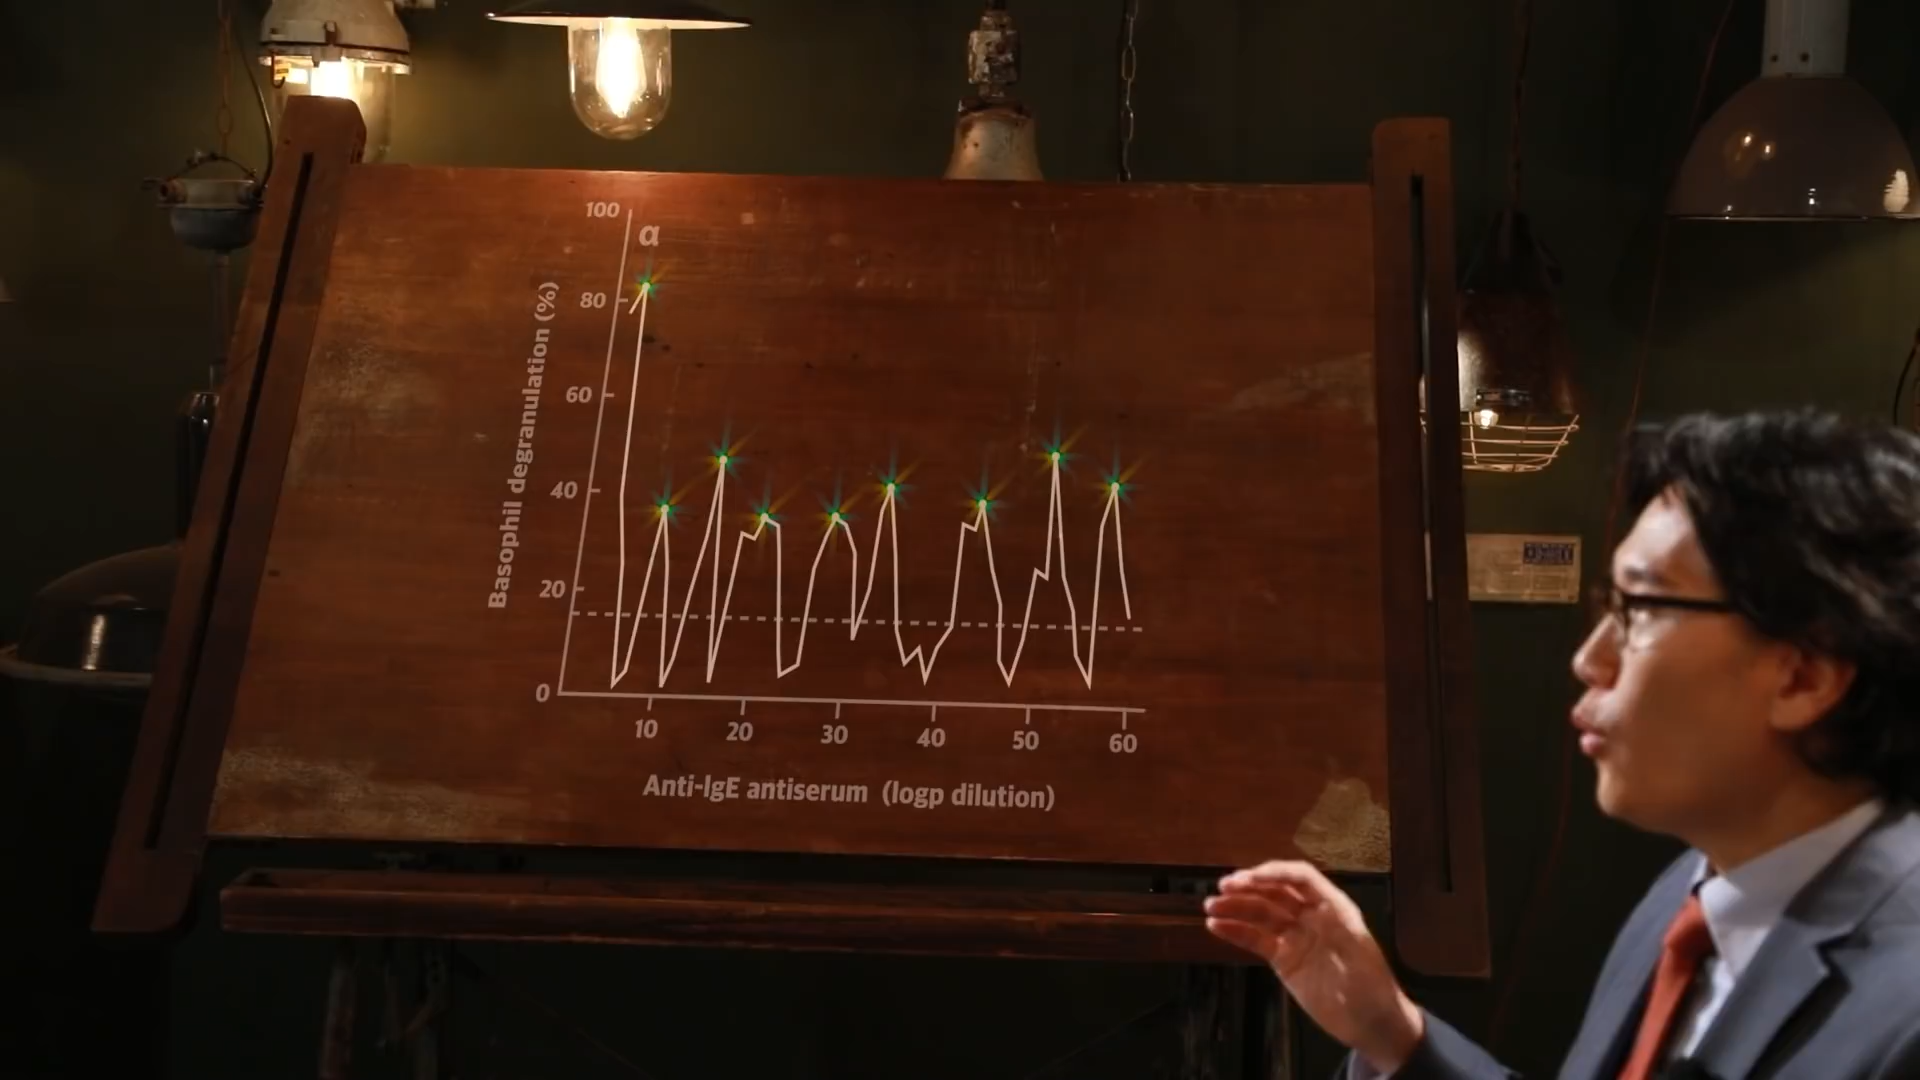 100
α
80
60
40
20
0
Basophil degranulation (%)
10 20 30 40 50 60
Anti-IgE antiserum (logp dilution)